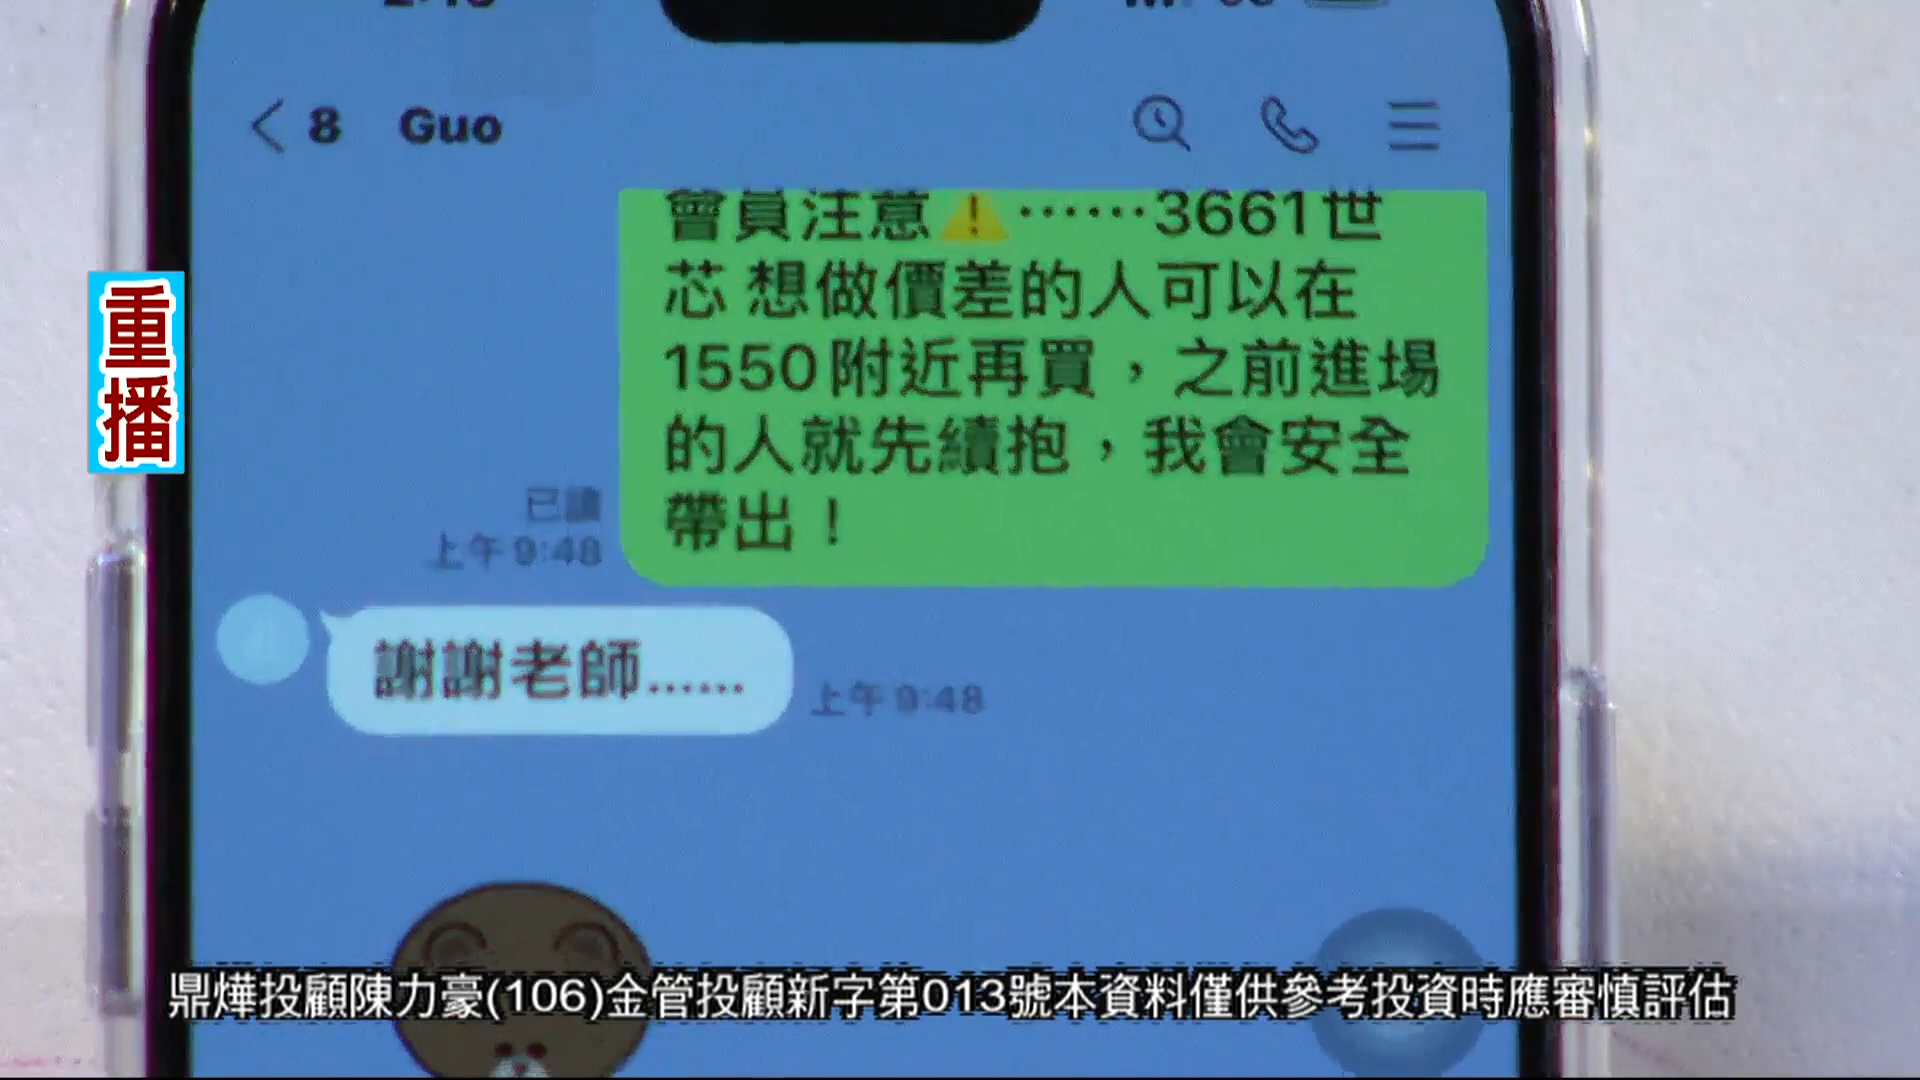 8 Guo
會員注意⚠️⋯⋯3661世
芯 想做價差的人可以在
1550附近再買，之前進場
的人就先續抱，我會安全
帶出！
已讀
上午9:48
謝謝老師......
上午9:48
重播
鼎燁投顧陳力豪(106)金管投顧新字第013號本資料僅供參考投資時應審慎評估